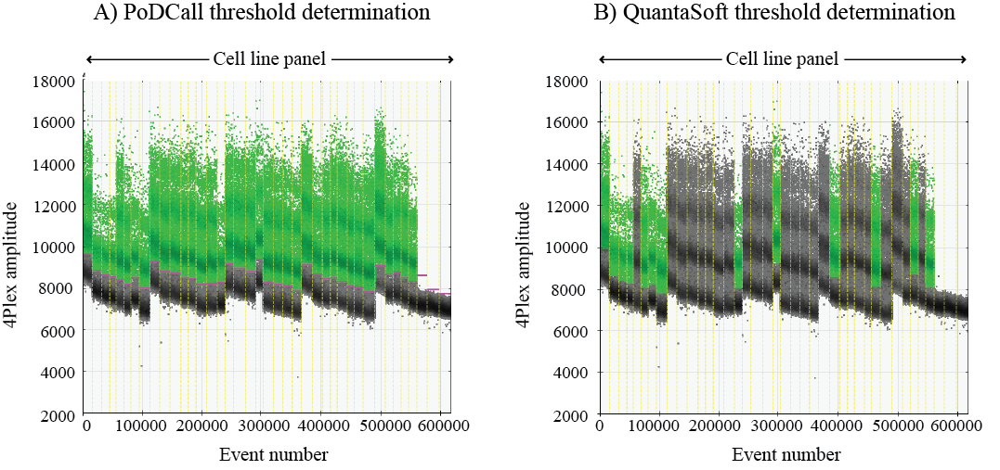 A) PoDCall threshold determination
Cell line panel
4Plex amplitude
18000
16000
14000
12000
10000
8000
6000
4000
2000
0 100000 200000 300000 400000 500000 600000
Event number
B) QuantaSoft threshold determination
Cell line panel
4Plex amplitude
18000
16000
14000
12000
10000
8000
6000
4000
2000
0 100000 200000 300000 400000 500000 600000
Event number